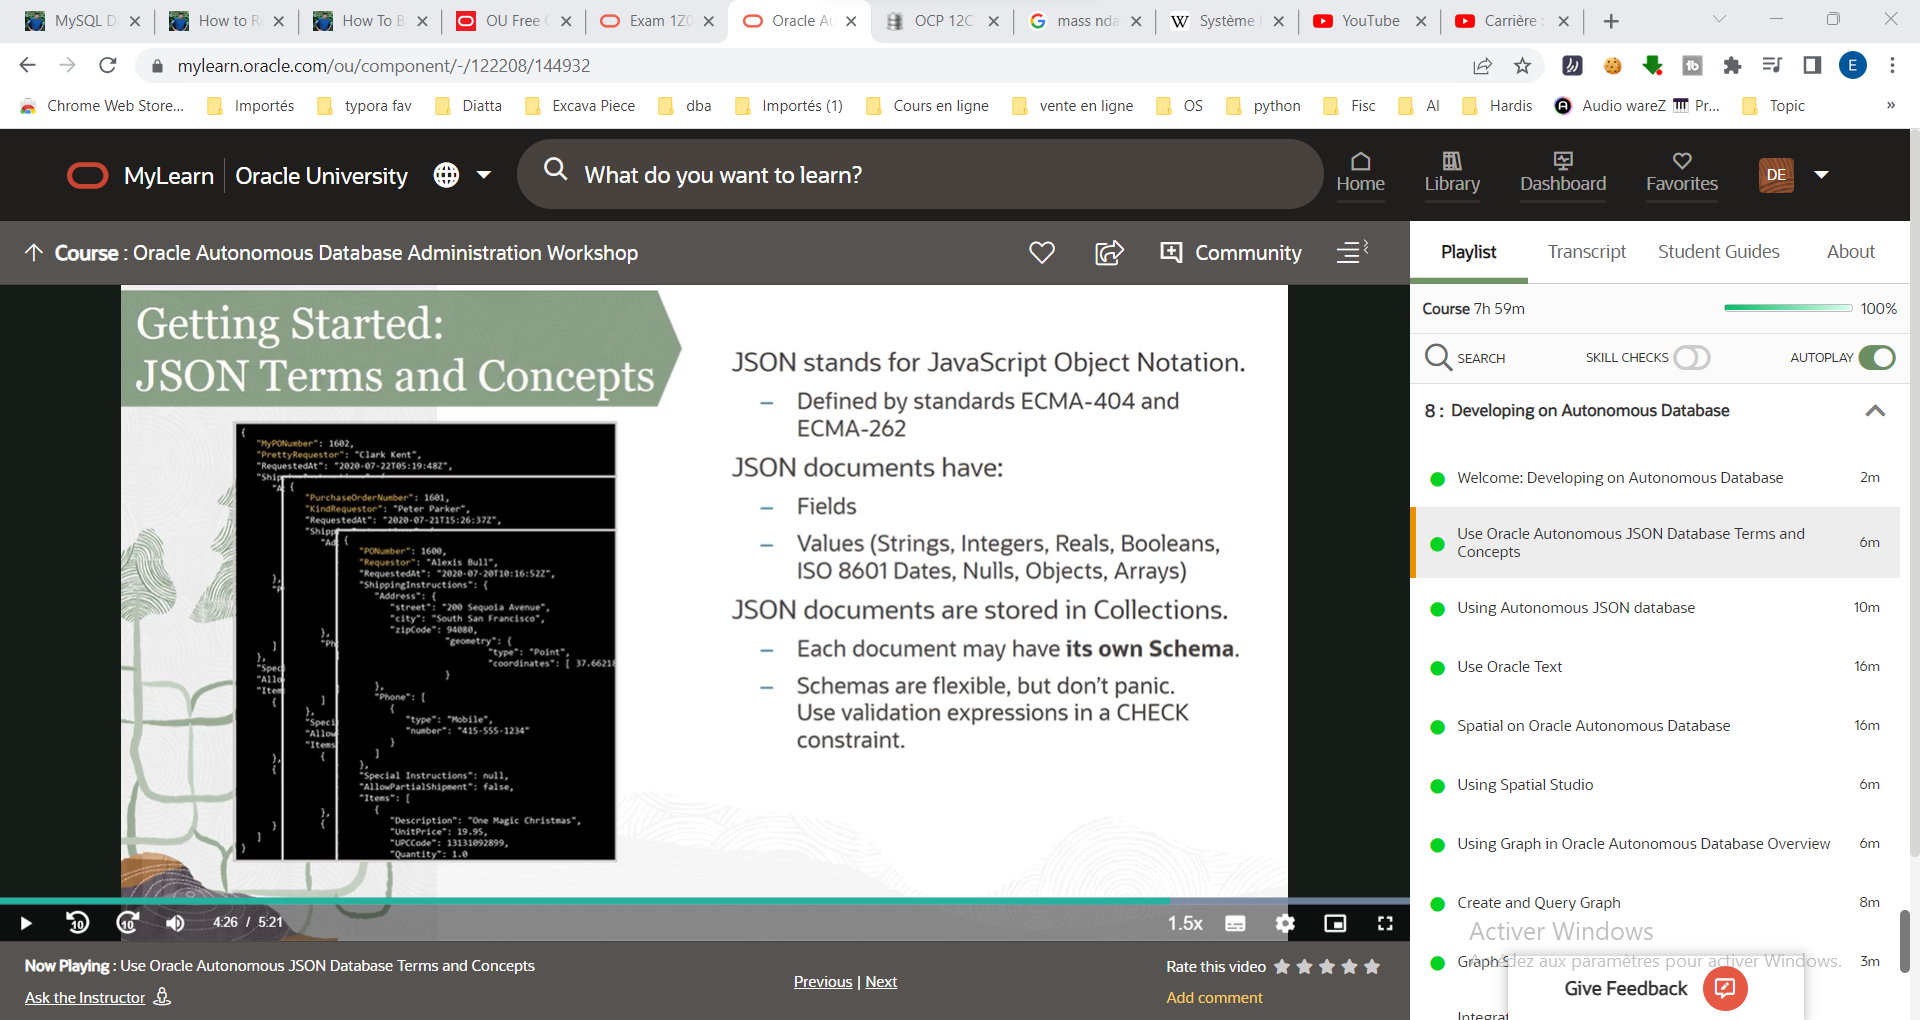 MySQL D
How to R
How To B
OU Free C
Exam 1Z0
Oracle Au
OCP 12C
mass nda
Système
YouTube
Carrière :
mylearn.oracle.com/ou/component/-/122208/144932
E
Chrome Web Store...
Importés
typora fav
Diatta
Excava Piece
dba
Importés (1)
Cours en ligne
vente en ligne
OS
python
Fisc
AI
Hardis
Audio wareZ
Pr...
Topic
»
MyLearn
Oracle University
What do you want to learn?
Home
Library
Dashboard
Favorites
DE
Course : Oracle Autonomous Database Administration Workshop
Community
Getting Started:
JSON Terms and Concepts
{
"MyPONumber": 1602,
"PrettyRequestor": "Clark Kent",
"RequestedAt": "2020-07-22T05:19:48Z",
"Ship
"A
},
"P
]
},
"Spec
"Allo
"Item
{
},
{
}
]
}
{
"PurchaseOrderNumber": 1601,
"KindRequestor": "Peter Parker",
"RequestedAt": "2020-07-21T15:26:37Z",
"Shipp
"Ad
},
"Ph
]
},
"Speci
"Allow
"Items
{
},
{
{
"PONumber": 1600,
"Requestor": "Alexis Bull",
"RequestedAt": "2020-07-20T10:16:52Z",
"ShippingInstructions": {
"Address": {
"street": "200 Sequoia Avenue",
"city": "South San Francisco",
"zipCode": 94080,
"geometry": {
"type": "Point",
"coordinates": [ 37.66218
}
},
"Phone": [
{
"type": "Mobile",
"number": "415-555-1234"
}
]
},
"Special Instructions": null,
"AllowPartialShipment": false,
"Items": [
{
"Description": "One Magic Christmas",
"UnitPrice": 19.95,
"UPCCode": 13131092899,
"Quantity": 1.0
JSON stands for JavaScript Object Notation.
– Defined by standards ECMA-404 and
ECMA-262
JSON documents have:
– Fields
– Values (Strings, Integers, Reals, Booleans,
ISO 8601 Dates, Nulls, Objects, Arrays)
JSON documents are stored in Collections.
– Each document may have its own Schema.
– Schemas are flexible, but don't panic.
Use validation expressions in a CHECK
constraint.
10
10
4:26 / 5:21
1.5x
Now Playing : Use Oracle Autonomous JSON Database Terms and Concepts
Ask the Instructor
Previous | Next
Rate this video
Add comment
Playlist
Transcript
Student Guides
About
Course 7h 59m
100%
SEARCH
SKILL CHECKS
AUTOPLAY
8 : Developing on Autonomous Database
Welcome: Developing on Autonomous Database 2m
Use Oracle Autonomous JSON Database Terms and
Concepts 6m
Using Autonomous JSON database 10m
Use Oracle Text 16m
Spatial on Oracle Autonomous Database 16m
Using Spatial Studio 6m
Using Graph in Oracle Autonomous Database Overview 6m
Create and Query Graph 8m
Activer Windows
Graph S 3m
aux paramètres pour activer Windows.
Give Feedback
Integrat